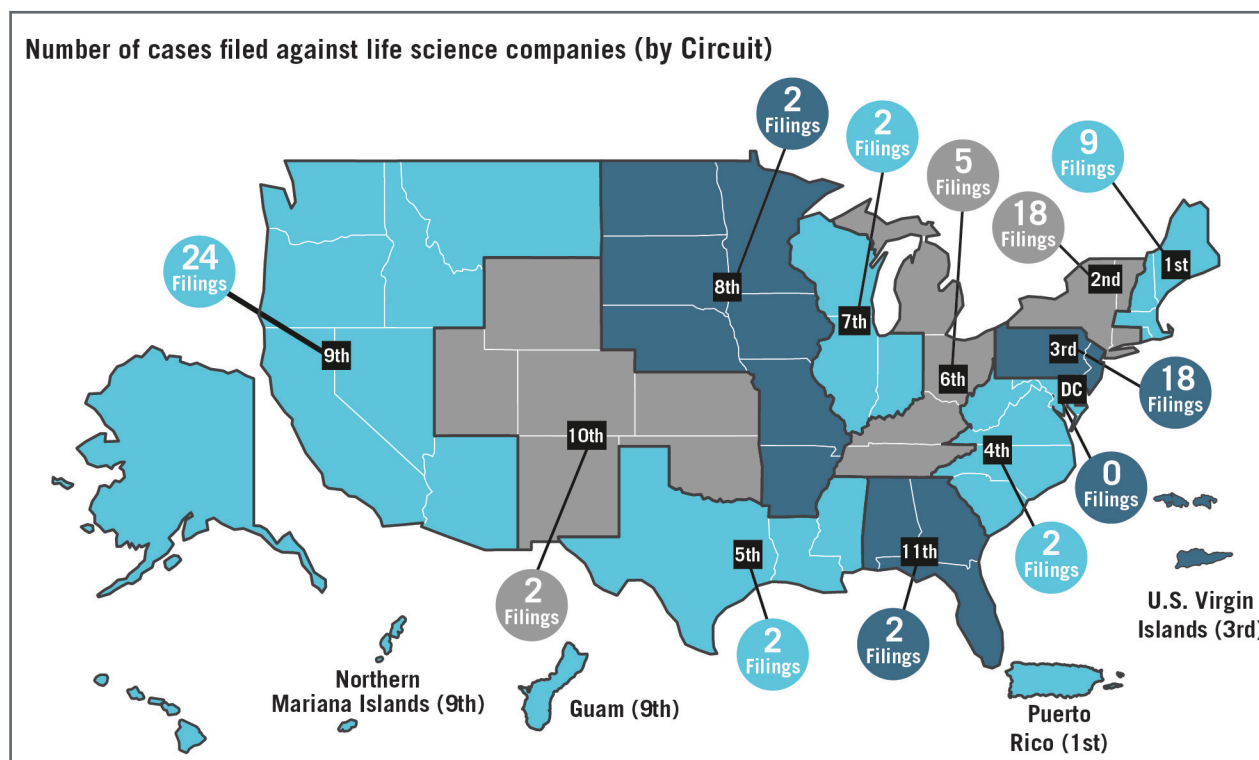 Number of cases filed against life science companies (by Circuit)
2
Filings
2
Filings
9
Filings
5
Filings
18
Filings
24
Filings
1st
2nd
8th
7th
3rd
9th
6th
DC
18
Filings
10th
4th
0
Filings
5th
11th
2
Filings
2
Filings
2
Filings
2
Filings
U.S. Virgin
Islands (3rd)
Northern
Mariana Islands (9th)
Guam (9th)
Puerto
Rico (1st)